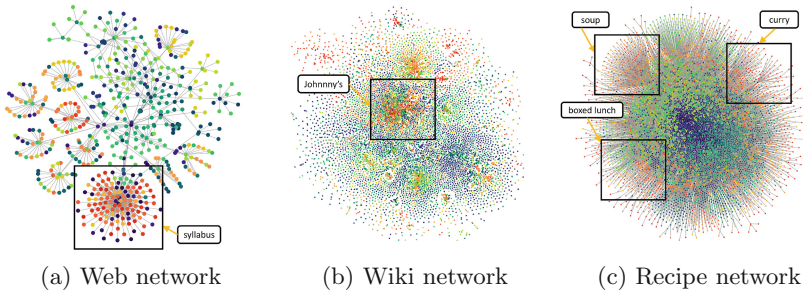 soup
curry
Johnnny's
boxed lunch
syllabus
(a) Web network
(b) Wiki network
(c) Recipe network